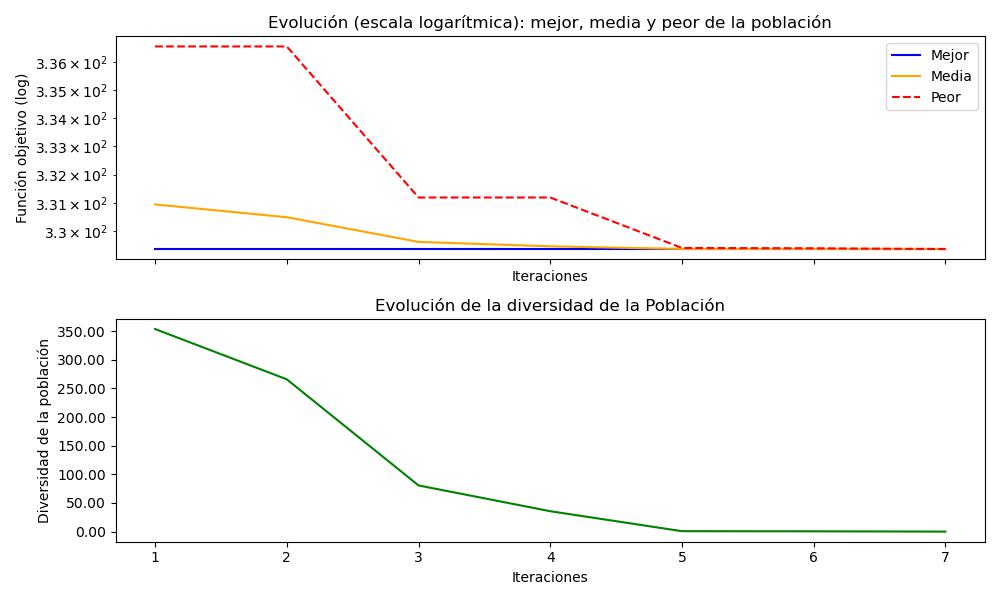 Evolución (escala logarítmica): mejor, media y peor de la población
Función objetivo (log)
3.36 × 10²
3.35 × 10²
3.34 × 10²
3.33 × 10²
3.32 × 10²
3.31 × 10²
3.3 × 10²
Mejor
Media
Peor
Iteraciones
Evolución de la diversidad de la Población
Diversidad de la población
350.00
300.00
250.00
200.00
150.00
100.00
50.00
0.00
1 2 3 4 5 6 7
Iteraciones